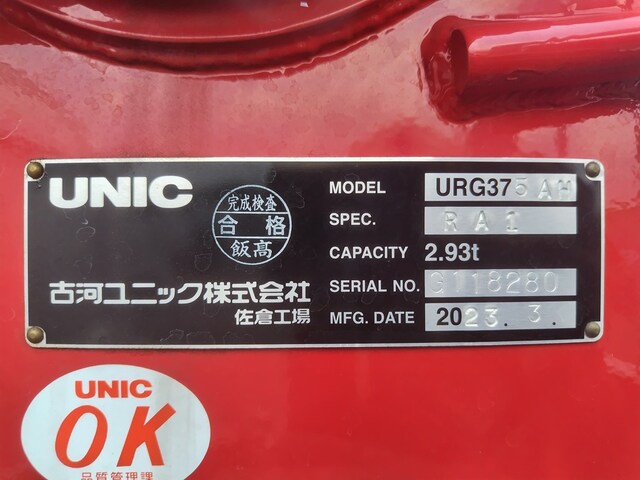 UNIC
完成検査
合格
飯高
古河ユニック株式会社
佐倉工場
MODEL URG375AH
SPEC. RA1
CAPACITY 2.93t
SERIAL NO. G118280
MFG. DATE 2023.3.
UNIC
OK
品質管理課